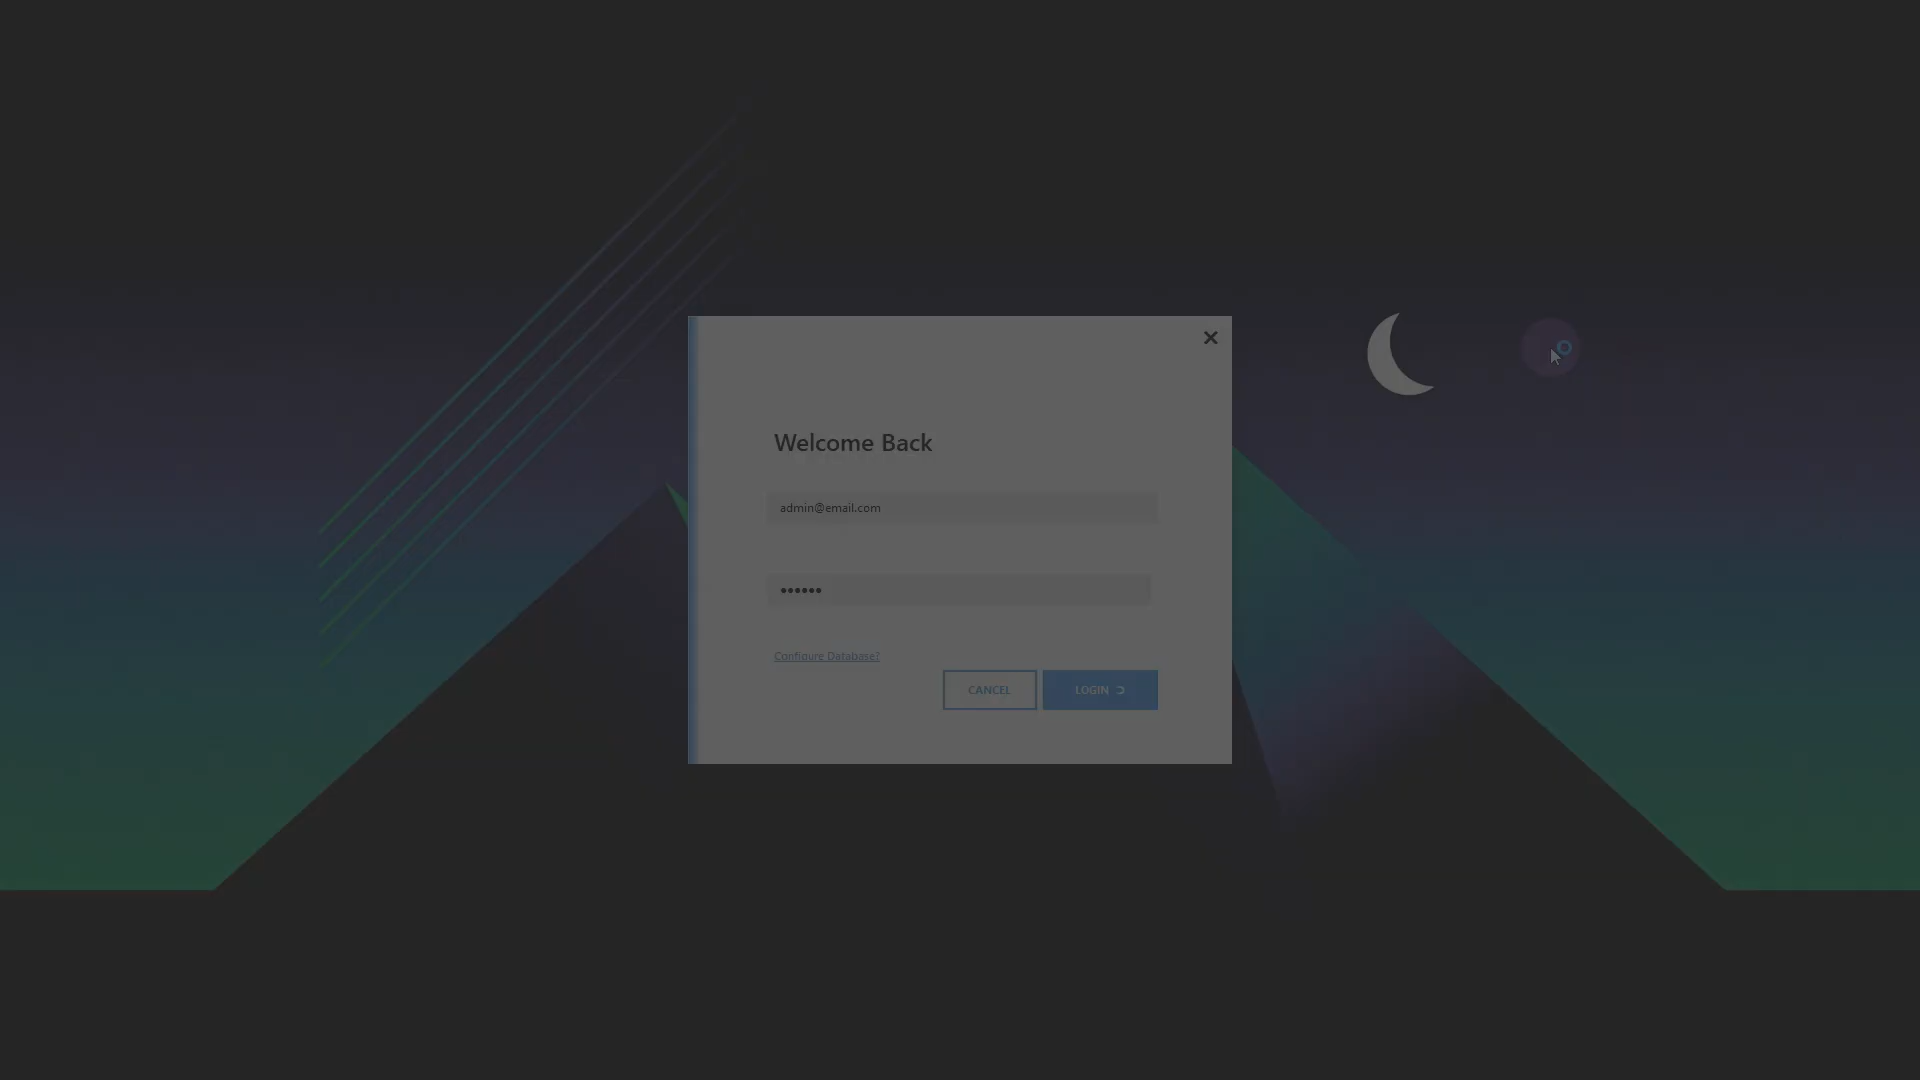 Welcome Back
admin@email.com
••••••
Configure Database?
CANCEL
LOGIN